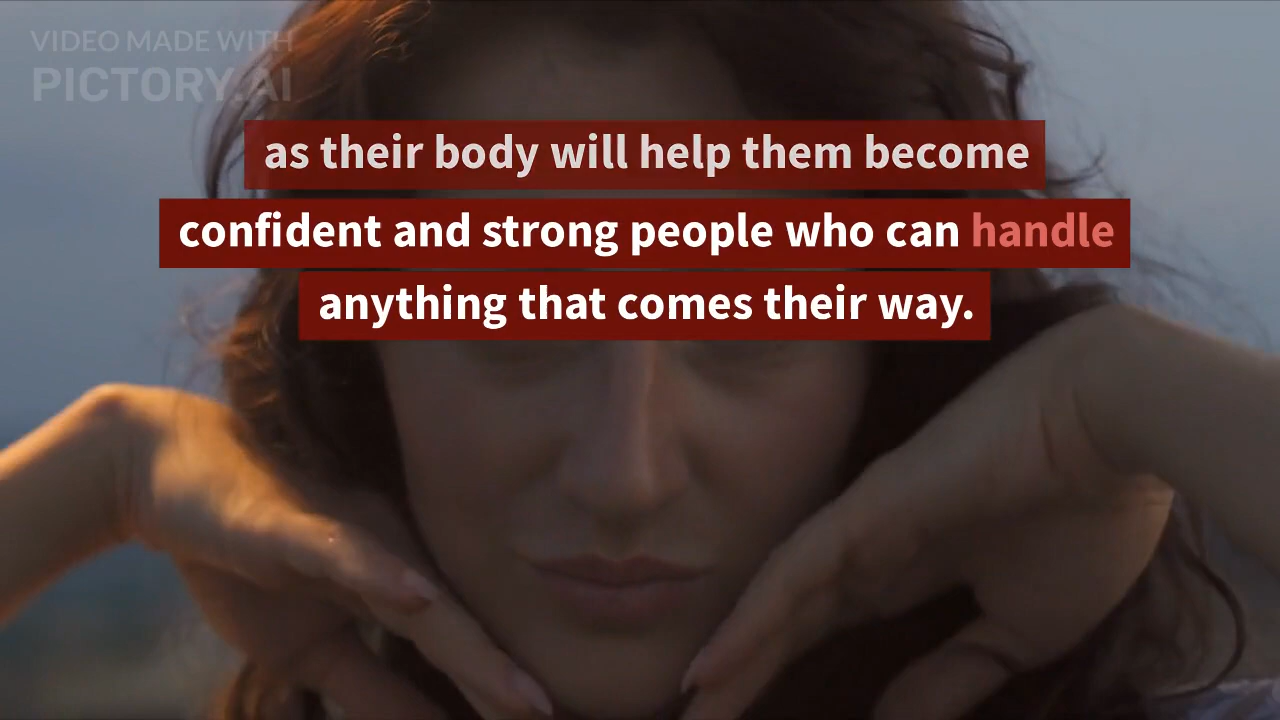 VIDEO MADE WITH
PICTORY.AI
as their body will help them become
confident and strong people who can handle
anything that comes their way.